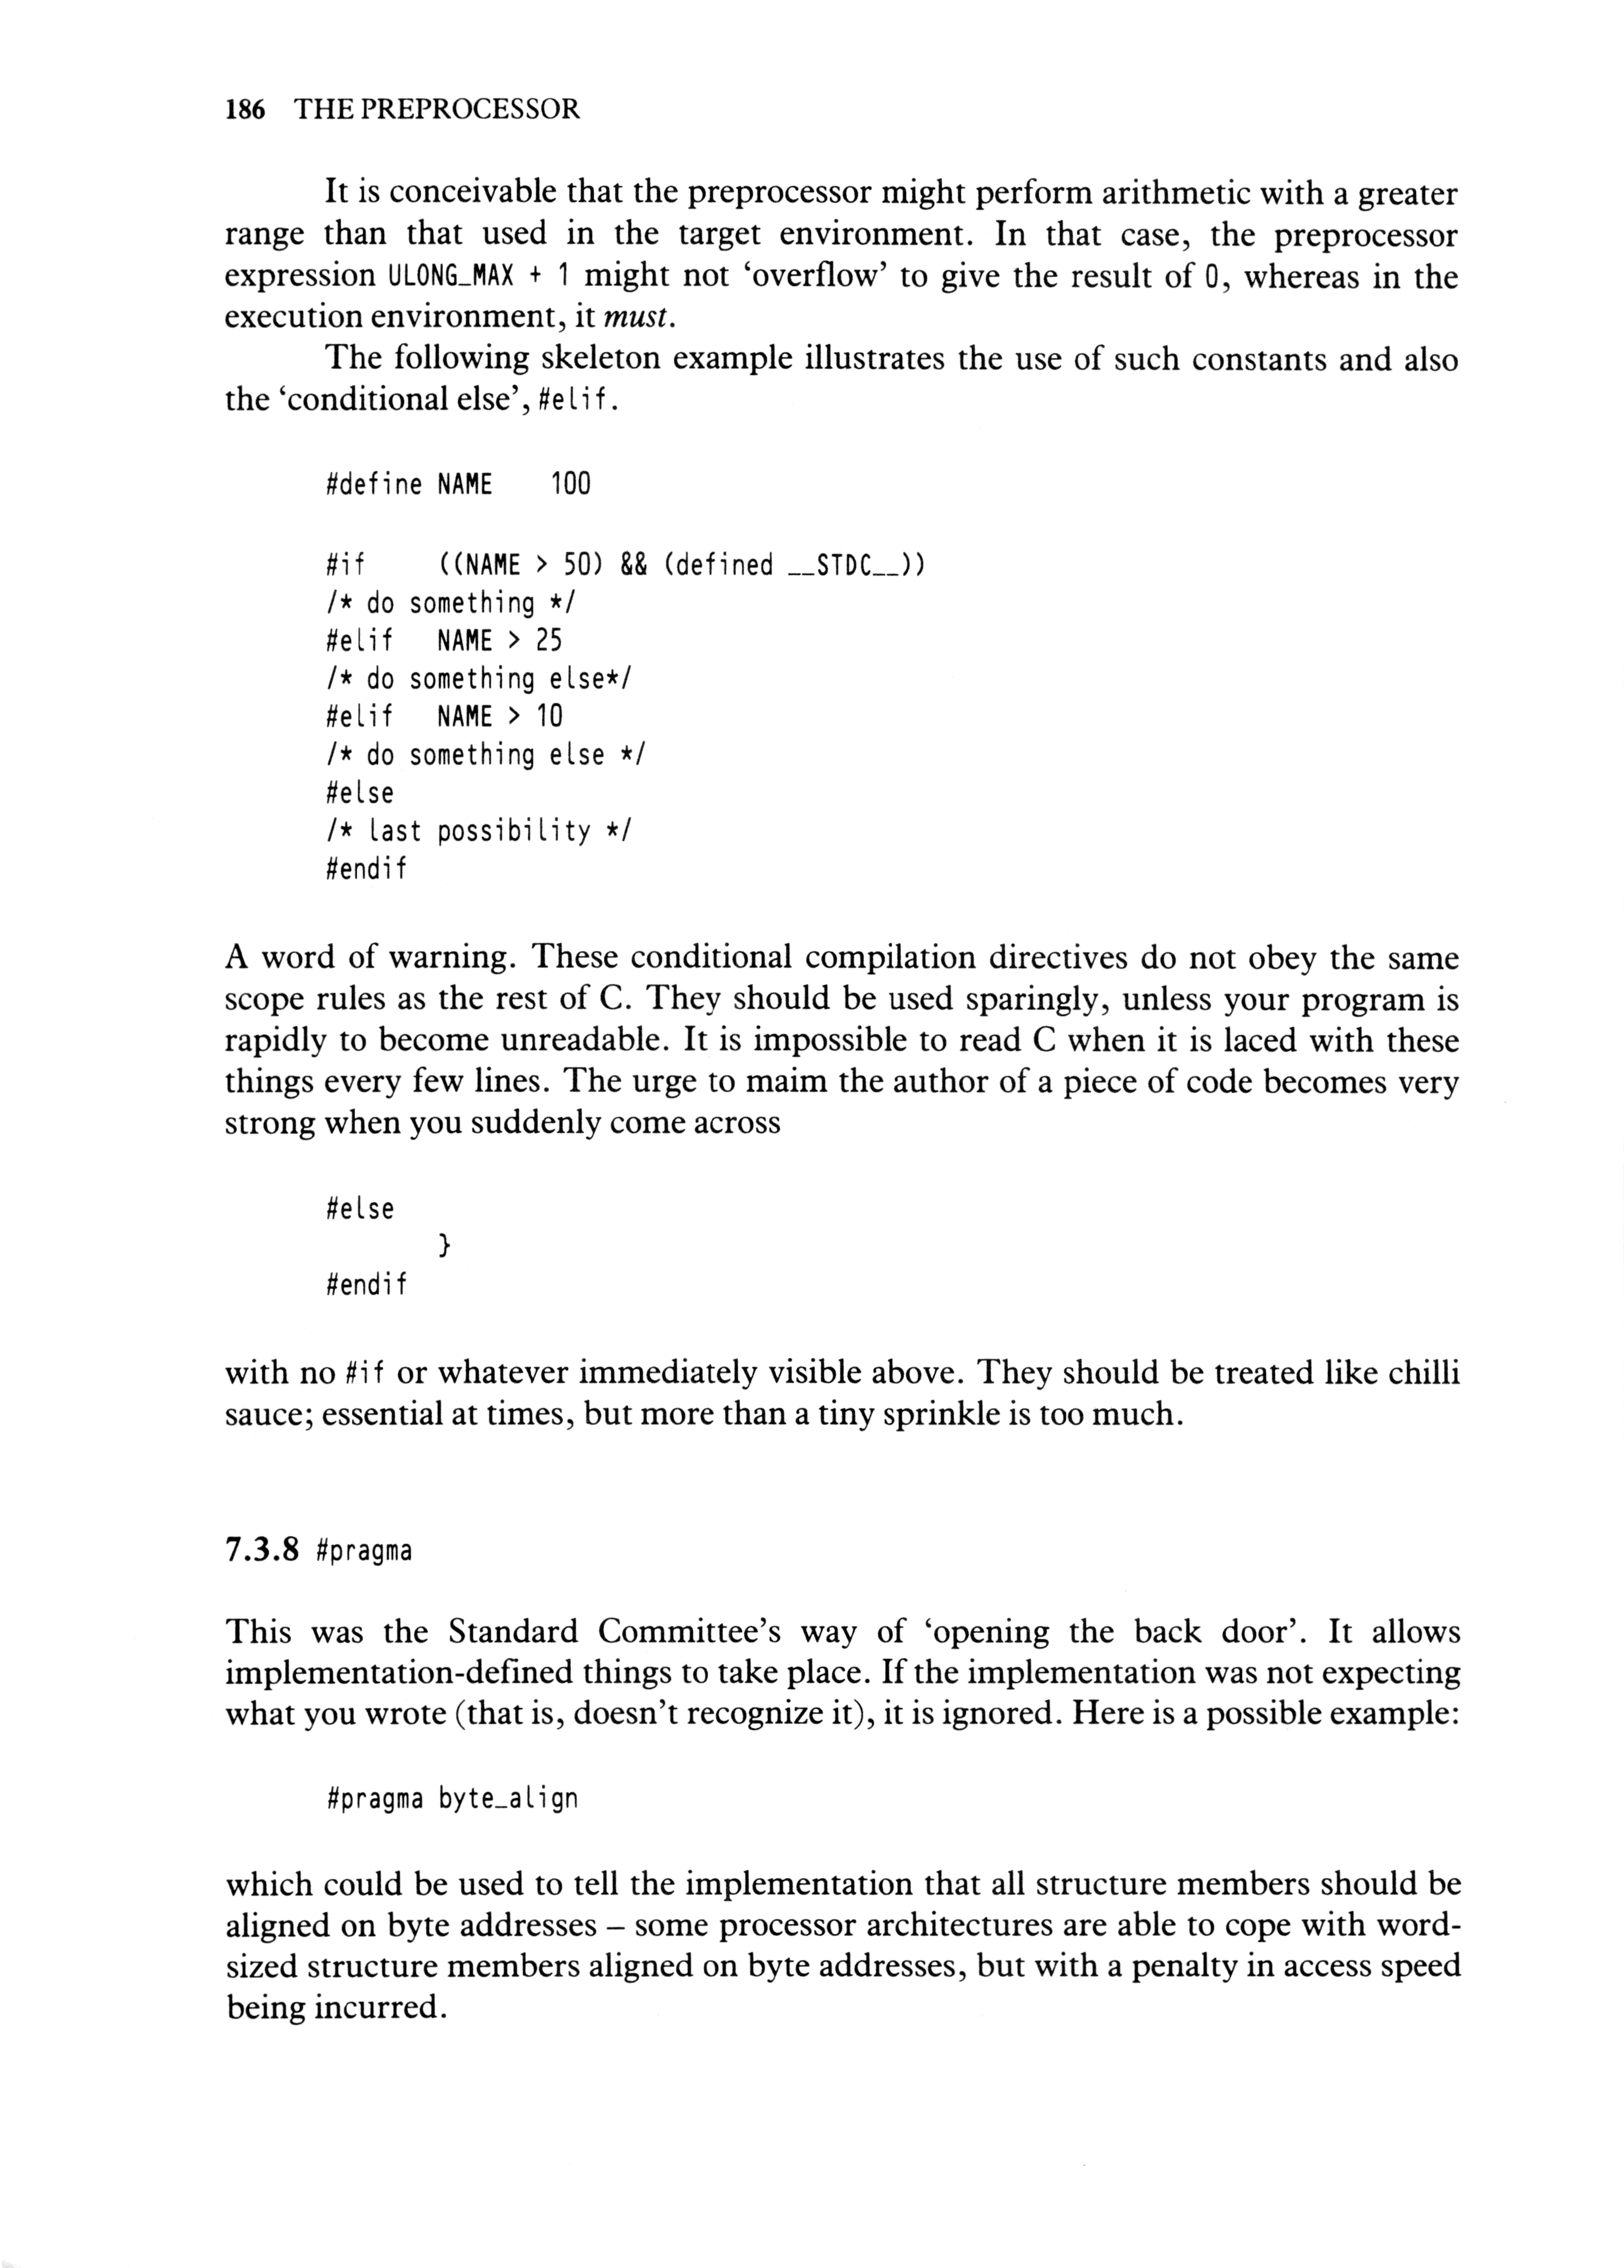 186 THE PREPROCESSOR
It is conceivable that the preprocessor might perform arithmetic with a greater
range than that used in the target environment. In that case, the preprocessor
expression ULONG_MAX + 1 might not ‘overflow’ to give the result of 0, whereas in the
execution environment, it must.
The following skeleton example illustrates the use of such constants and also
the ‘conditional else’, #elif.
#define NAME    100
#if     ((NAME > 50) && (defined __STDC__))
/* do something */
#elif   NAME > 25
/* do something else*/
#elif   NAME > 10
/* do something else */
#else
/* last possibility */
#endif
A word of warning. These conditional compilation directives do not obey the same
scope rules as the rest of C. They should be used sparingly, unless your program is
rapidly to become unreadable. It is impossible to read C when it is laced with these
things every few lines. The urge to maim the author of a piece of code becomes very
strong when you suddenly come across
#else
        }
#endif
with no #if or whatever immediately visible above. They should be treated like chilli
sauce; essential at times, but more than a tiny sprinkle is too much.
7.3.8 #pragma
This was the Standard Committee’s way of ‘opening the back door’. It allows
implementation-defined things to take place. If the implementation was not expecting
what you wrote (that is, doesn’t recognize it), it is ignored. Here is a possible example:
#pragma byte_align
which could be used to tell the implementation that all structure members should be
aligned on byte addresses – some processor architectures are able to cope with word-
sized structure members aligned on byte addresses, but with a penalty in access speed
being incurred.